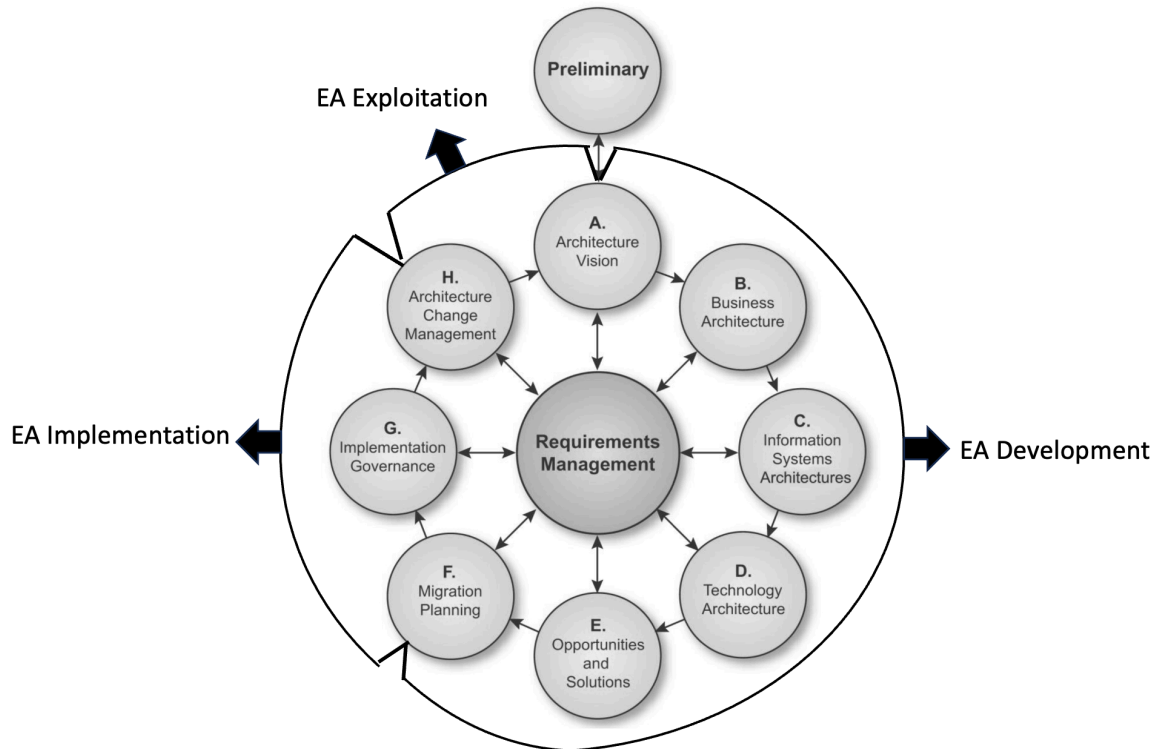 Preliminary
EA Exploitation
A.
Architecture
Vision
B.
Business
Architecture
H.
Architecture
Change
Management
C.
Information
Systems
Architectures
G.
Implementation
Governance
Requirements
Management
EA Implementation
EA Development
D.
Technology
Architecture
F.
Migration
Planning
E.
Opportunities
and
Solutions